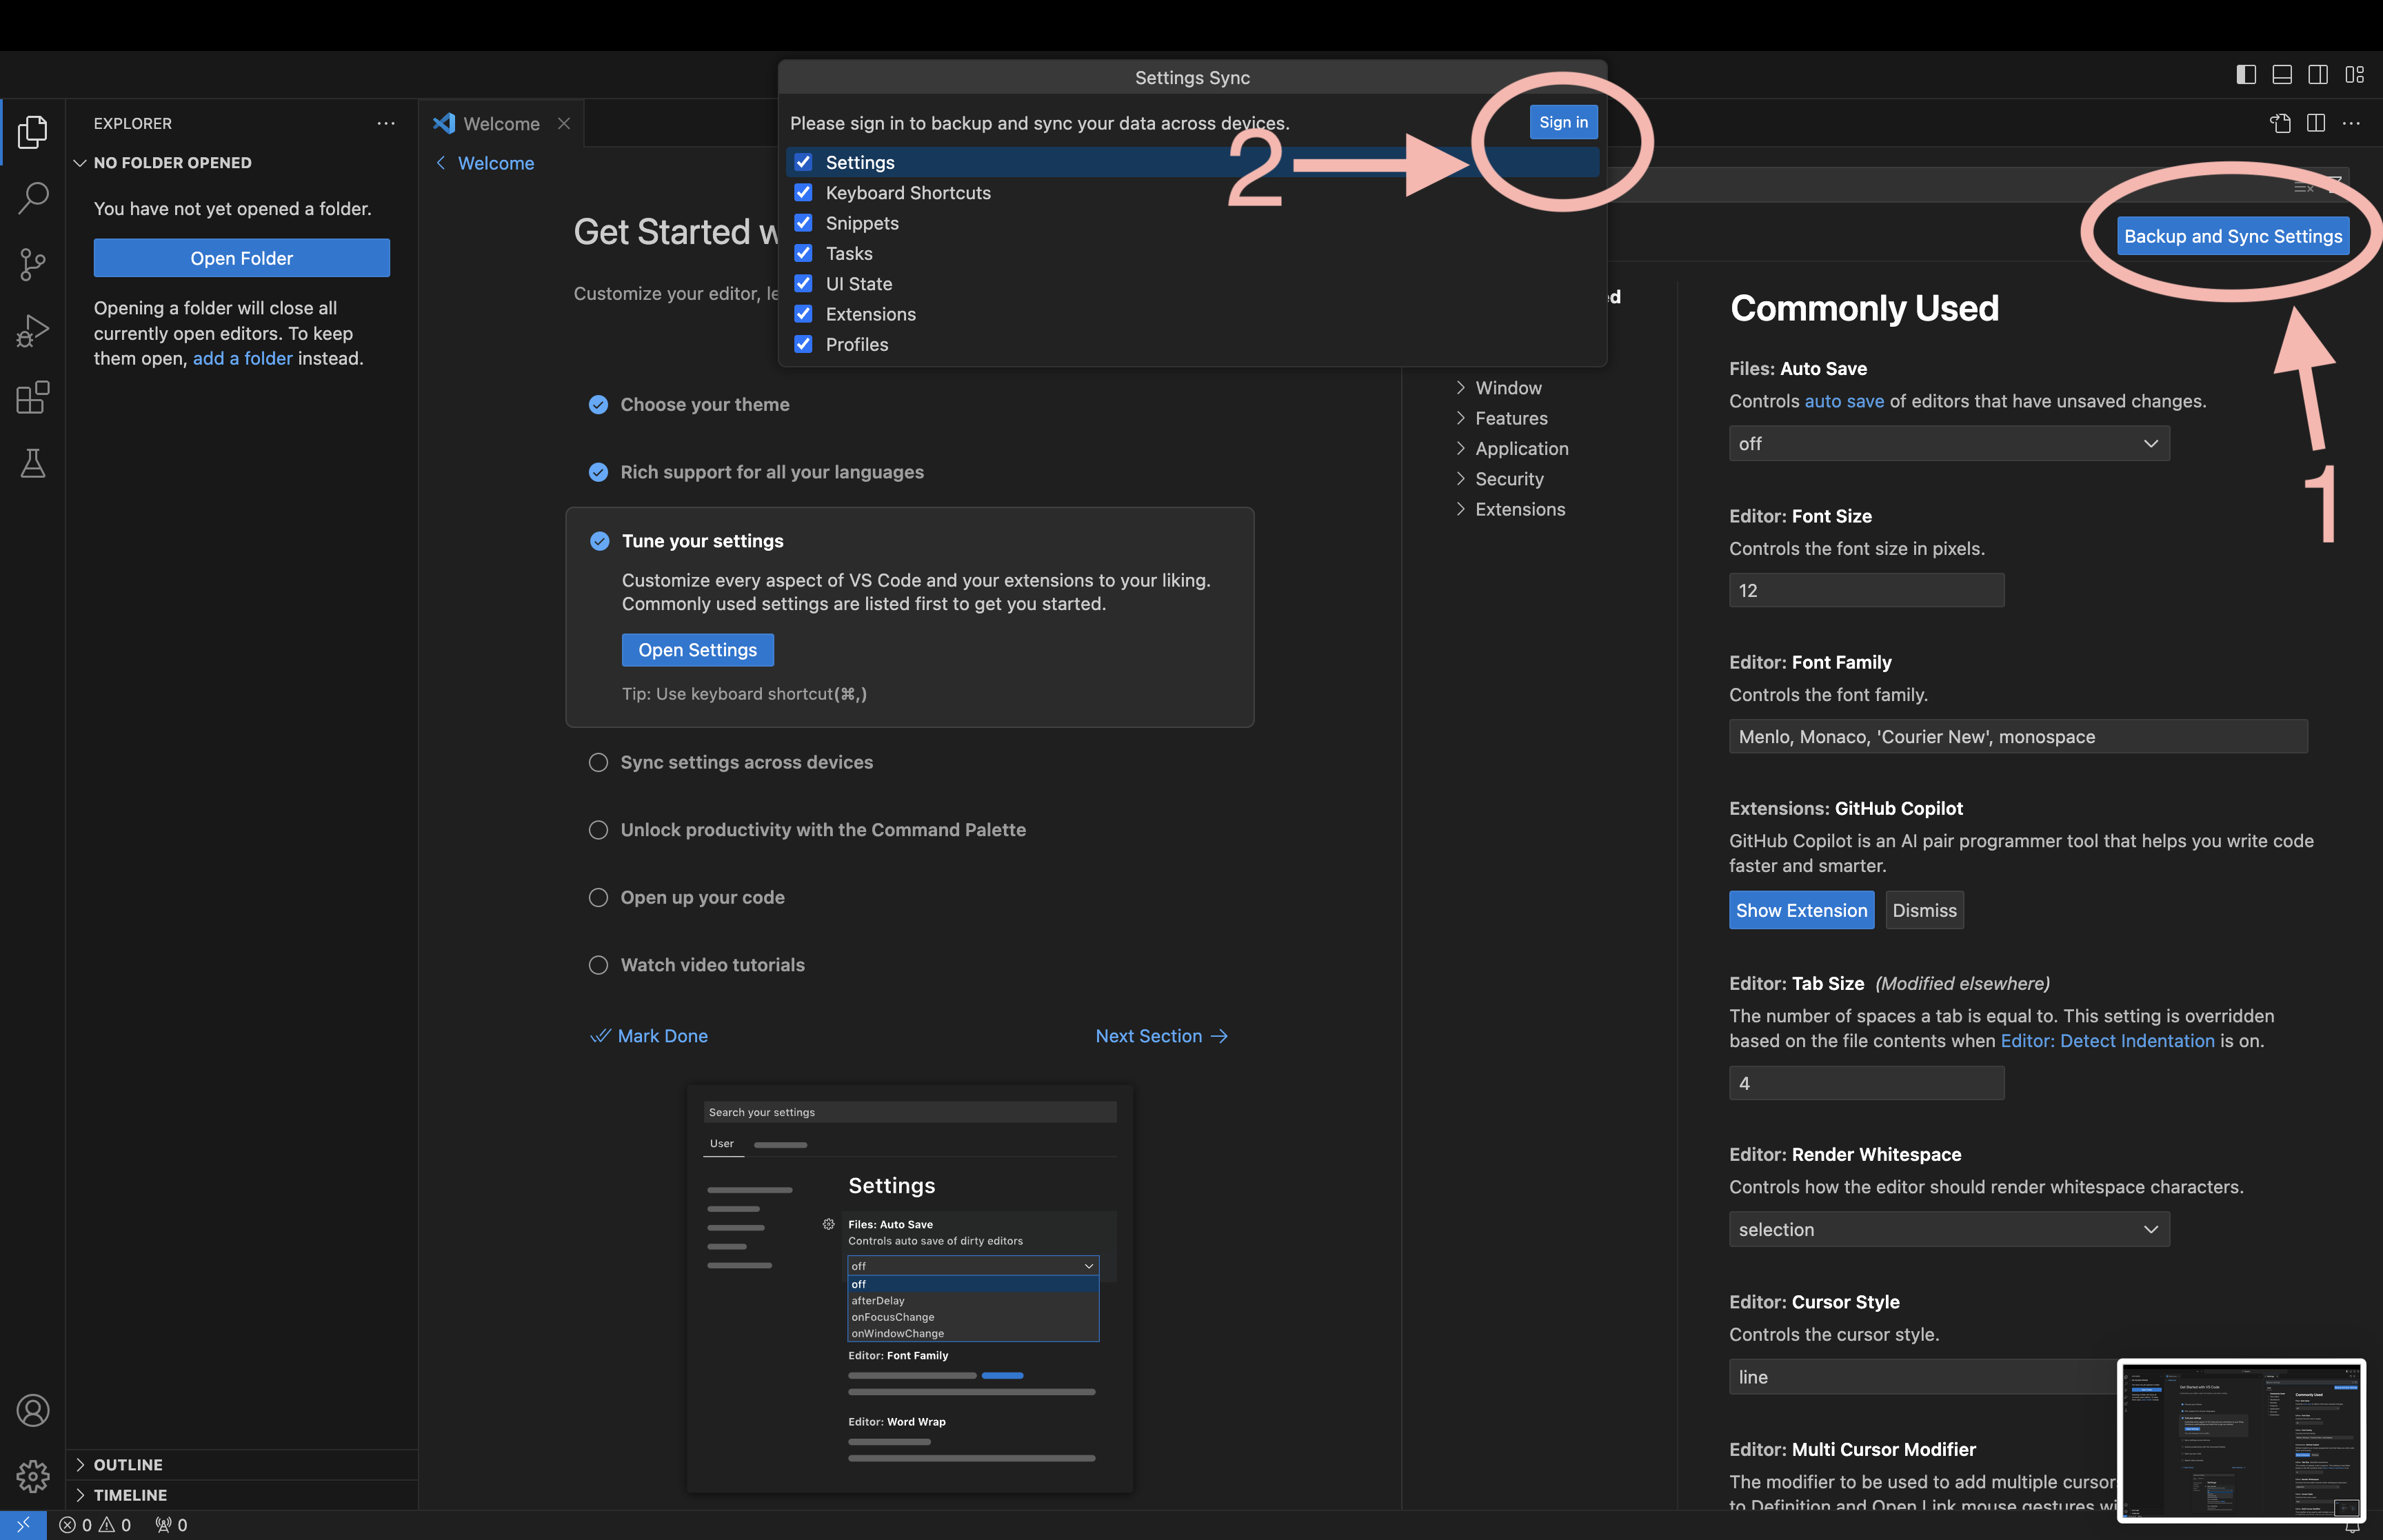 Settings Sync
Please sign in to backup and sync your data across devices.
Sign in
Settings
Keyboard Shortcuts
Snippets
Tasks
UI State
Extensions
Profiles
2
1
EXPLORER
NO FOLDER OPENED
You have not yet opened a folder.
Open Folder
Opening a folder will close all
currently open editors. To keep
them open, add a folder instead.
OUTLINE
TIMELINE
Welcome
Welcome
Get Started
Customize your editor,
Choose your theme
Rich support for all your languages
Tune your settings
Customize every aspect of VS Code and your extensions to your liking.
Commonly used settings are listed first to get you started.
Open Settings
Tip: Use keyboard shortcut(⌘,)
Sync settings across devices
Unlock productivity with the Command Palette
Open up your code
Watch video tutorials
Mark Done
Next Section
Search your settings
User
Settings
Files: Auto Save
Controls auto save of dirty editors
off
off
afterDelay
onFocusChange
onWindowChange
Editor: Font Family
Editor: Word Wrap
Window
Features
Application
Security
Extensions
Backup and Sync Settings
Commonly Used
Files: Auto Save
Controls auto save of editors that have unsaved changes.
off
Editor: Font Size
Controls the font size in pixels.
12
Editor: Font Family
Controls the font family.
Menlo, Monaco, 'Courier New', monospace
Extensions: GitHub Copilot
GitHub Copilot is an AI pair programmer tool that helps you write code
faster and smarter.
Show Extension
Dismiss
Editor: Tab Size (Modified elsewhere)
The number of spaces a tab is equal to. This setting is overridden
based on the file contents when Editor: Detect Indentation is on.
4
Editor: Render Whitespace
Controls how the editor should render whitespace characters.
selection
Editor: Cursor Style
Controls the cursor style.
line
Editor: Multi Cursor Modifier
The modifier to be used to add multiple cursor
to Definition and Open Link mouse gestures
0
0
0